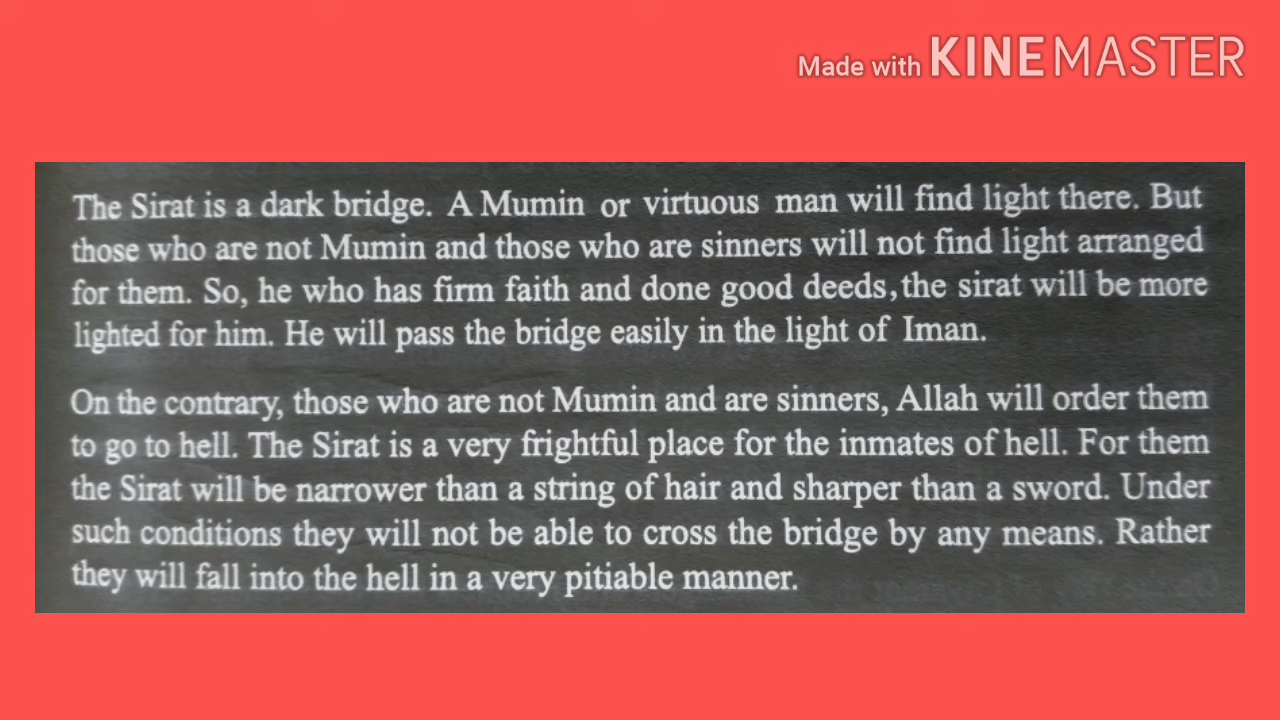 Made with KINEMASTER
The Sirat is a dark bridge. A Mumin or virtuous man will find light there. But
those who are not Mumin and those who are sinners will not find light arranged
for them. So, he who has firm faith and done good deeds, the sirat will be more
lighted for him. He will pass the bridge easily in the light of Iman.
On the contrary, those who are not Mumin and are sinners, Allah will order them
to go to hell. The Sirat is a very frightful place for the inmates of hell. For them
the Sirat will be narrower than a string of hair and sharper than a sword. Under
such conditions they will not be able to cross the bridge by any means. Rather
they will fall into the hell in a very pitiable manner.